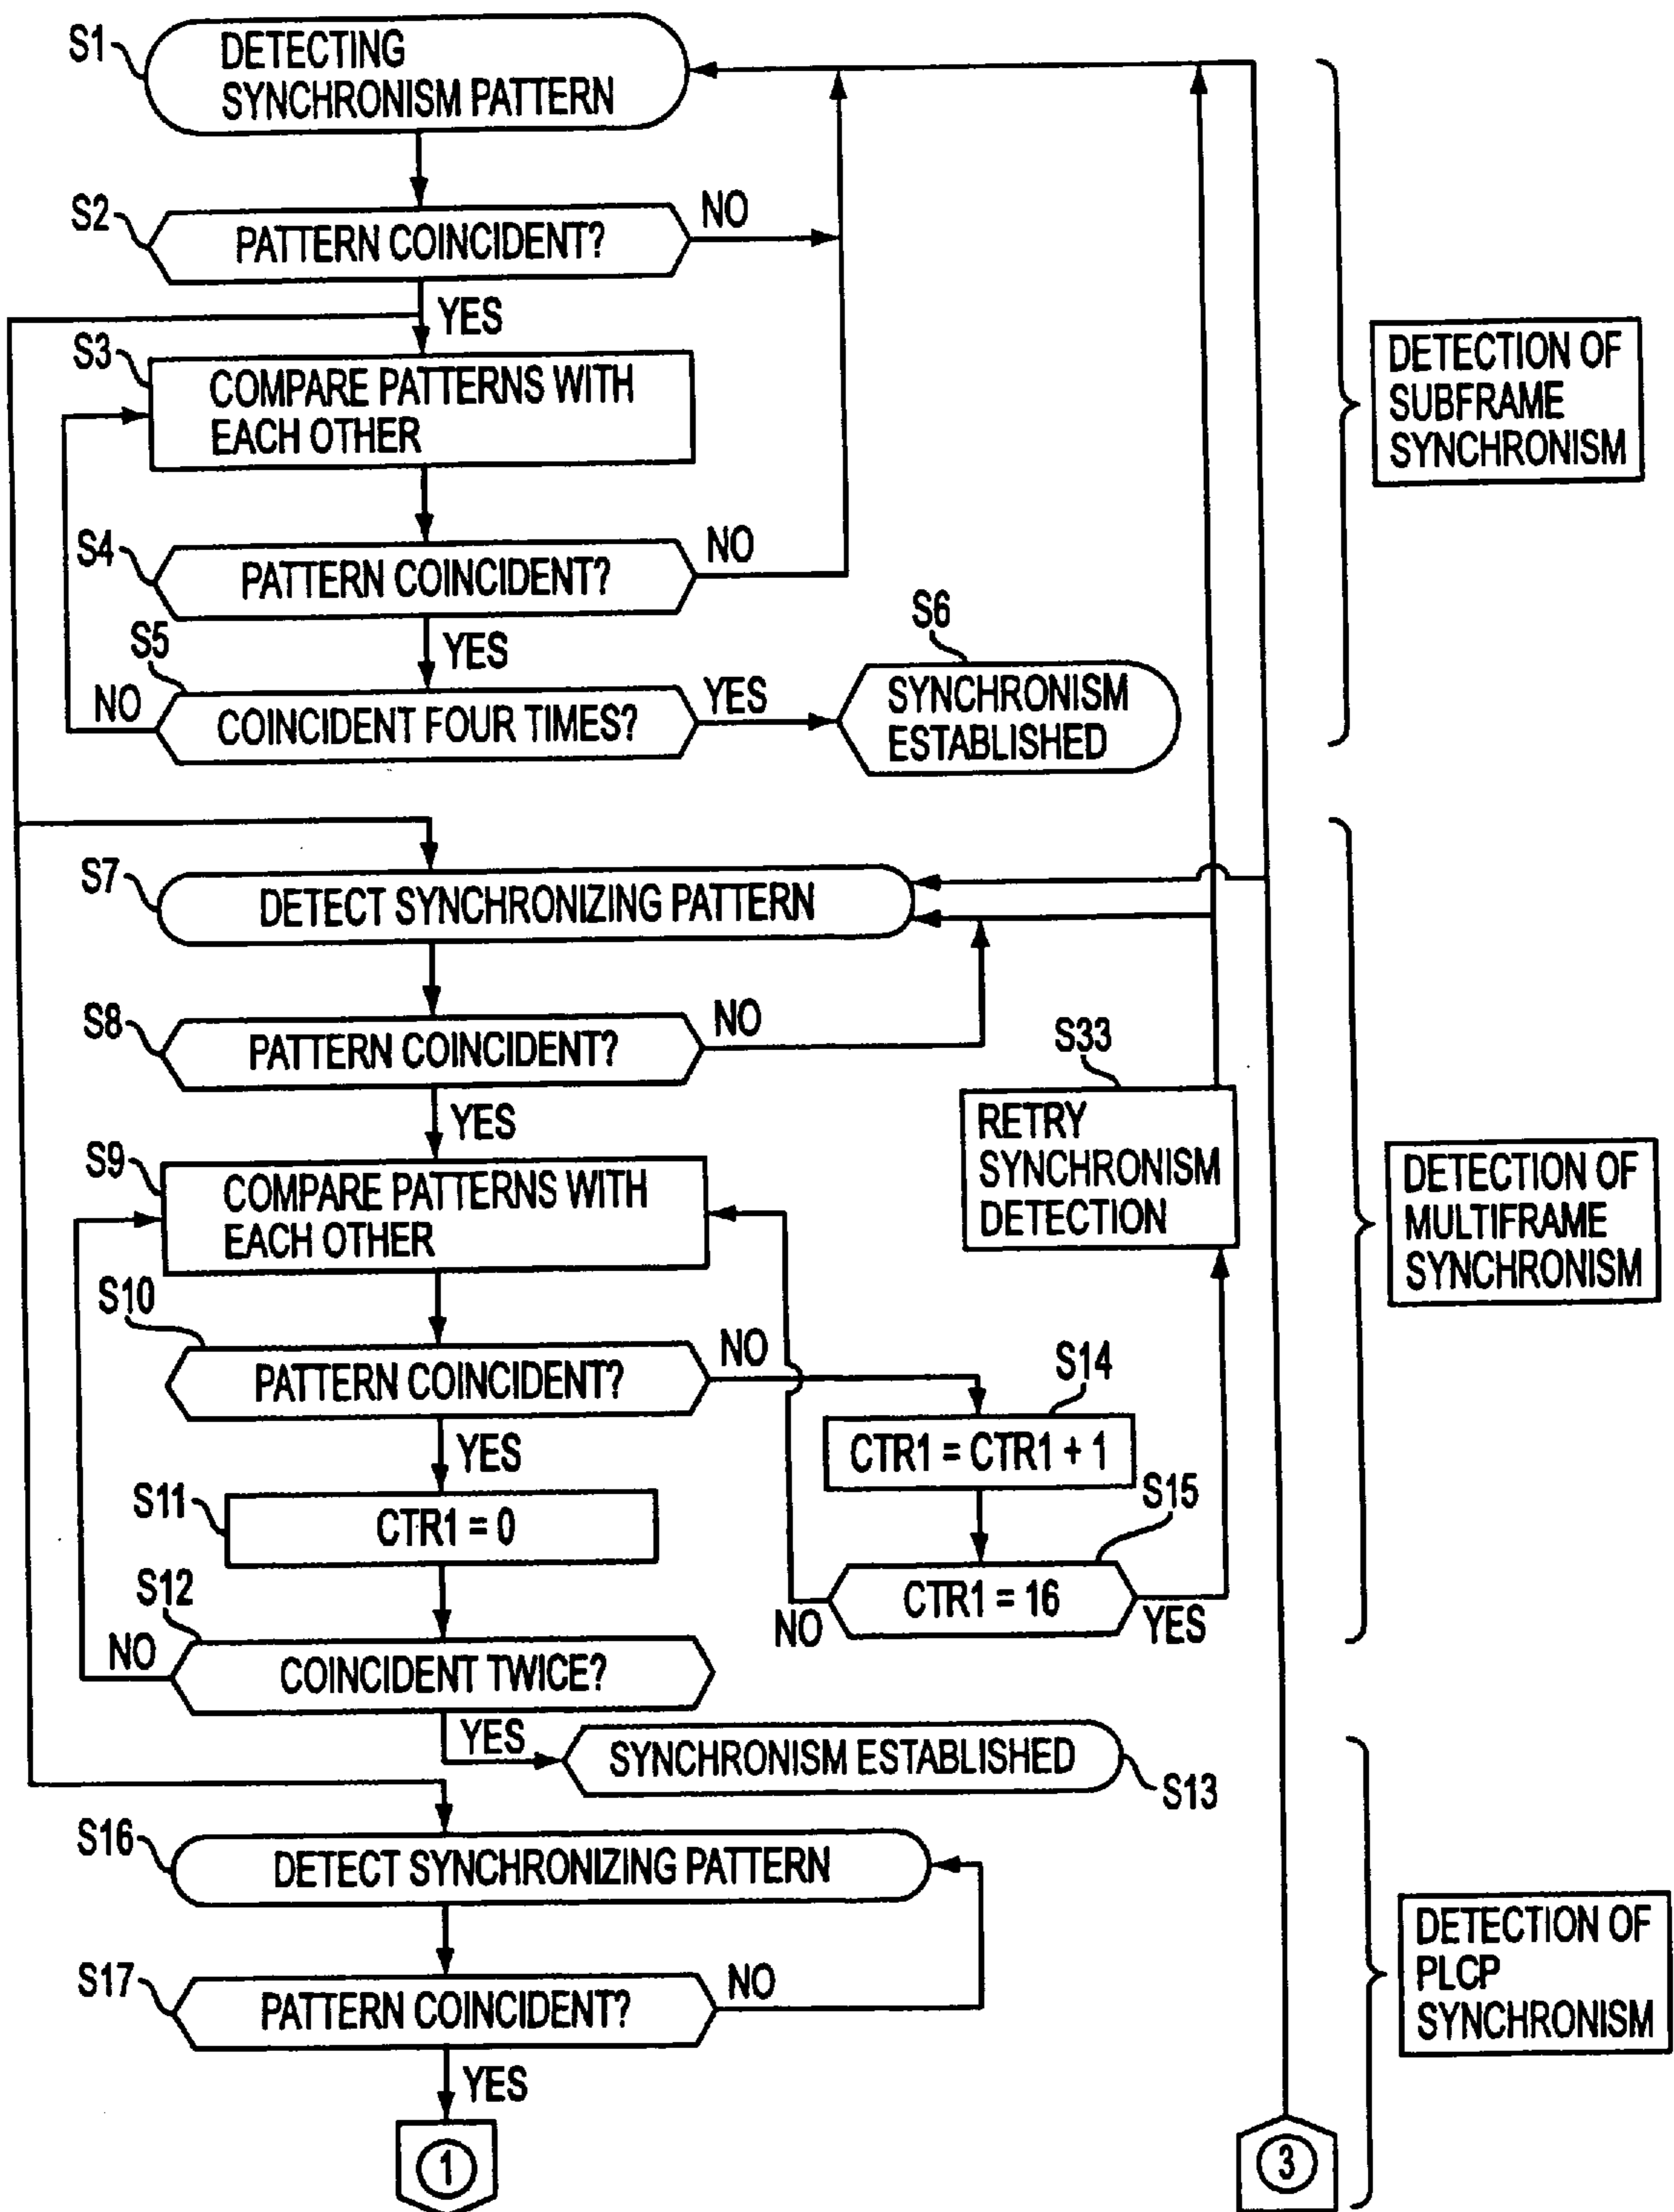 S1
DETECTING
SYNCHRONISM PATTERN
S2
PATTERN COINCIDENT?
NO
YES
S3
COMPARE PATTERNS WITH
EACH OTHER
DETECTION OF
SUBFRAME
SYNCHRONISM
S4
PATTERN COINCIDENT?
NO
YES
S5
NO
COINCIDENT FOUR TIMES?
YES
S6
SYNCHRONISM
ESTABLISHED
S7
DETECT SYNCHRONIZING PATTERN
S8
PATTERN COINCIDENT?
NO
YES
S33
RETRY
SYNCHRONISM
DETECTION
S9
COMPARE PATTERNS WITH
EACH OTHER
DETECTION OF
MULTIFRAME
SYNCHRONISM
S10
PATTERN COINCIDENT?
NO
YES
S14
CTR1 = CTR1 + 1
S11
CTR1 = 0
S15
CTR1 = 16
NO
YES
S12
NO
COINCIDENT TWICE?
YES
SYNCHRONISM ESTABLISHED
S13
S16
DETECT SYNCHRONIZING PATTERN
S17
PATTERN COINCIDENT?
NO
YES
DETECTION OF
PLCP
SYNCHRONISM
1
3